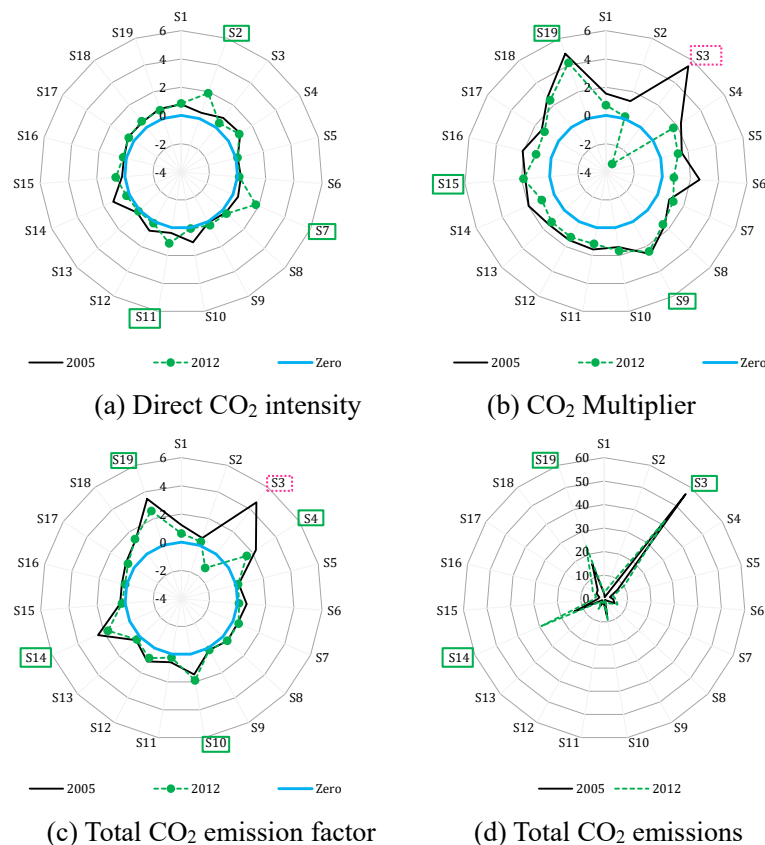 S1
S2
S3
S4
S5
S6
S7
S8
S9
S10
S11
S12
S13
S14
S15
S16
S17
S18
S19
6
4
2
0
-2
-4
2005 2012 Zero
(a) Direct CO₂ intensity
S1
S2
S3
S4
S5
S6
S7
S8
S9
S10
S11
S12
S13
S14
S15
S16
S17
S18
S19
6
4
2
0
-2
-4
2005 2012 Zero
(b) CO₂ Multiplier
S1
S2
S3
S4
S5
S6
S7
S8
S9
S10
S11
S12
S13
S14
S15
S16
S17
S18
S19
6
4
2
0
-2
-4
2005 2012 Zero
(c) Total CO₂ emission factor
S1
S2
S3
S4
S5
S6
S7
S8
S9
S10
S11
S12
S13
S14
S15
S16
S17
S18
S19
60
50
40
30
20
10
0
2005 2012
(d) Total CO₂ emissions